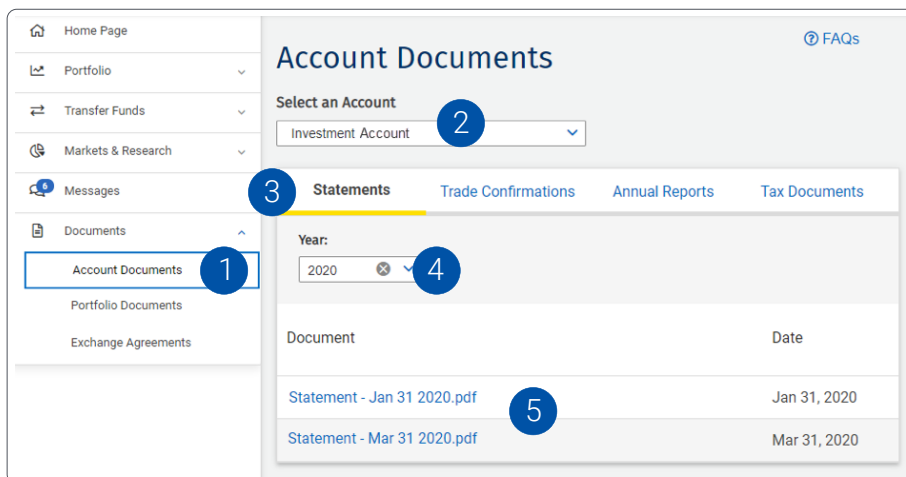 Home Page
Portfolio
Transfer Funds
Markets & Research
6
Messages
Documents
Account Documents
1
Portfolio Documents
Exchange Agreements
? FAQs
Account Documents
Select an Account
Investment Account
2
3
Statements Trade Confirmations Annual Reports Tax Documents
Year:
2020
4
Document Date
Statement - Jan 31 2020.pdf Jan 31, 2020
5
Statement - Mar 31 2020.pdf Mar 31, 2020